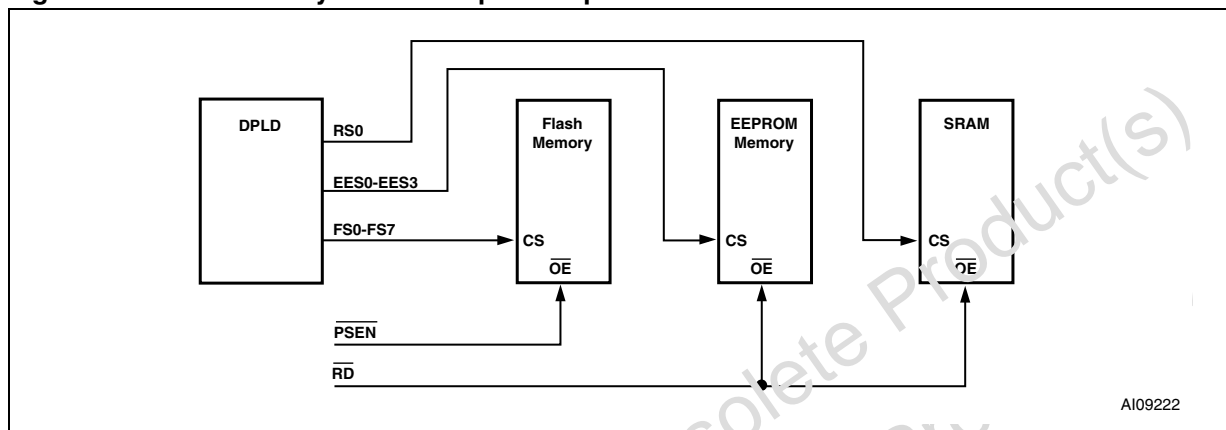 DPLD
RS0
EES0-EES3
FS0-FS7
Flash
Memory
CS
OE
EEPROM
Memory
CS
OE
SRAM
CS
OE
PSEN
RD
Product(s)
AI09222